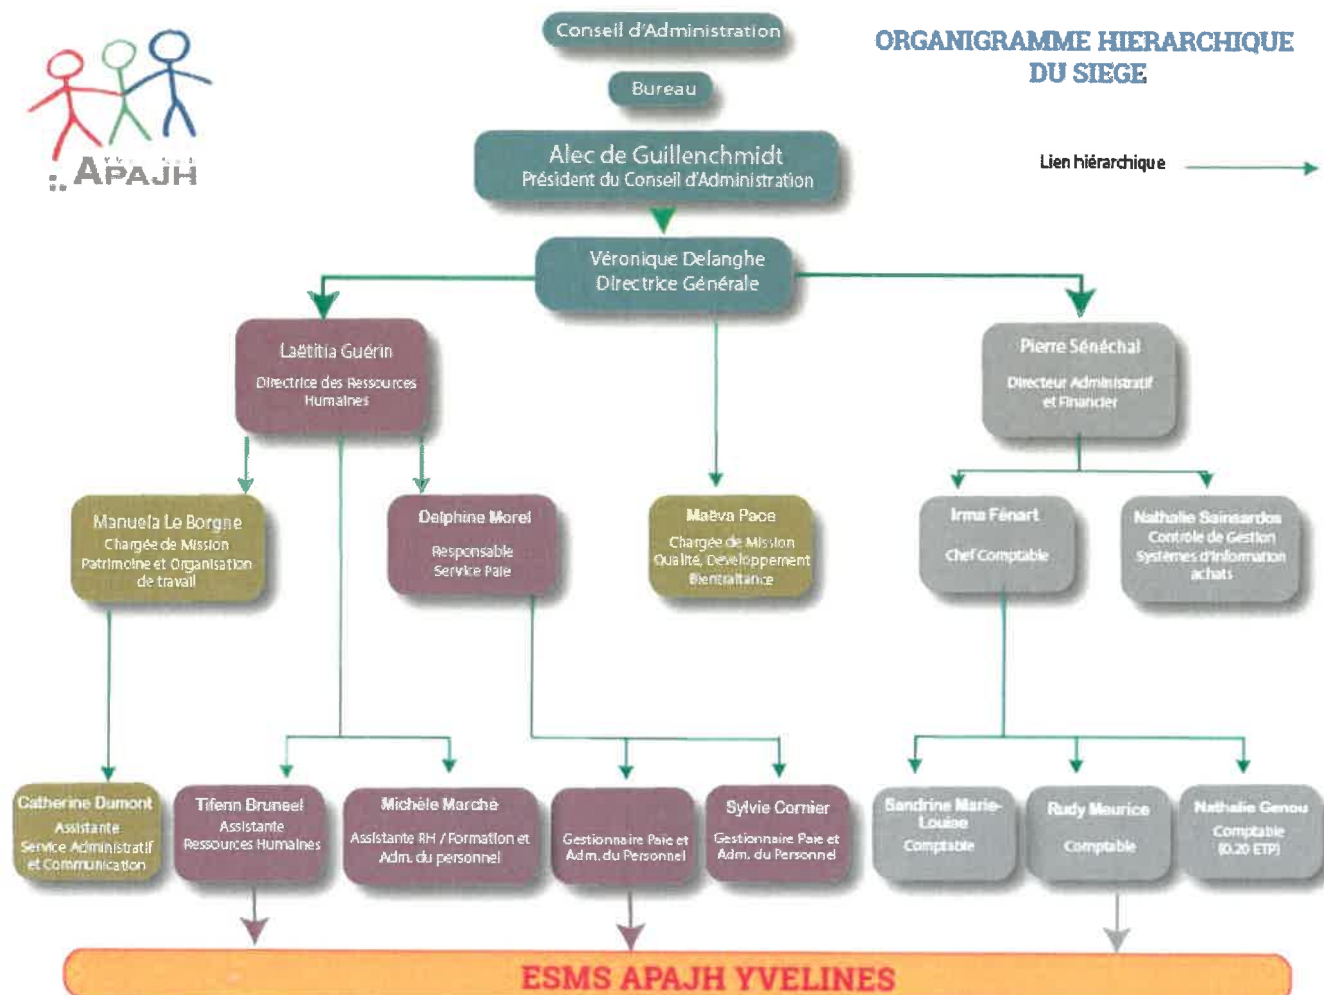 Conseil d'Administration
ORGANIGRAMME HIERARCHIQUE
DU SIEGE
Bureau
Alec de Guillenchmidt
Président du Conseil d'Administration
Lien hiérarchique
APAJH
Véronique Delanghe
Directrice Générale
Laëtitia Guérin
Directrice des Ressources
Humaines
Pierre Sénéchal
Directeur Administratif
et Financier
Manuela Le Borgne
Chargée de Mission
Patrimoine et Organisation
de travail
Delphine Morel
Responsable
Service Paie
Maëva Pace
Chargée de Mission
Qualité, Développement
Bientraitance
Irma Fénart
Chef Comptable
Nathalie Sainsardos
Contrôle de Gestion
Systèmes d'Information
achats
Catherine Dumont
Assistante
Service Administratif
et Communication
Tifenn Bruneel
Assistante
Ressources Humaines
Michèle Marché
Assistante RH / Formation et
Adm. du personnel
Gestionnaire Paie et
Adm. du Personnel
Sylvie Cornier
Gestionnaire Paie et
Adm. du Personnel
Sandrine Marie-
Louise
Comptable
Rudy Meurice
Comptable
Nathalie Genou
Comptable
(0.20 ETP)
ESMS APAJH YVELINES